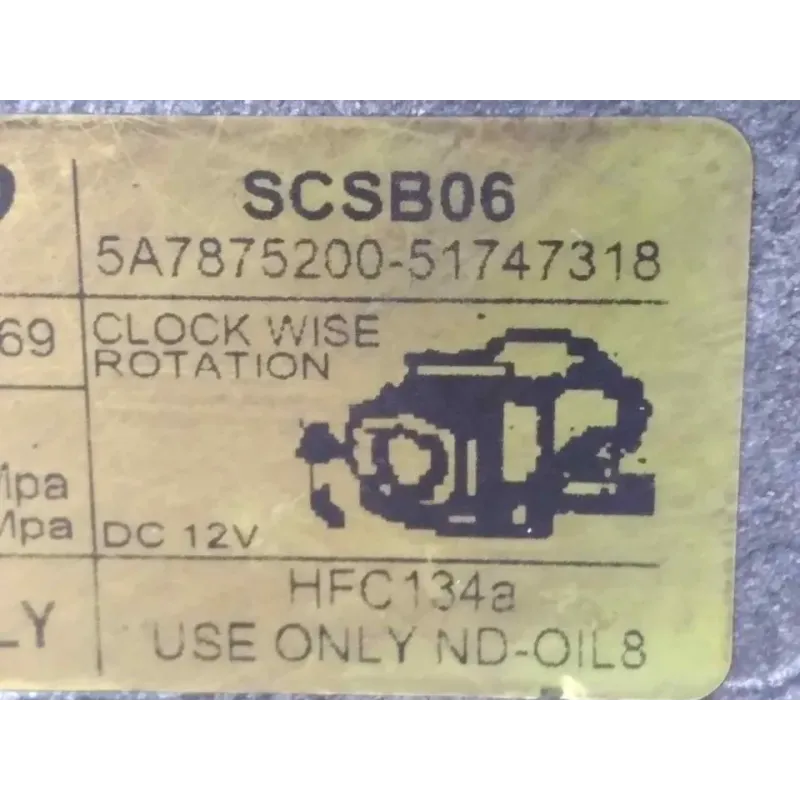 SCSB06
5A7875200-51747318
69
CLOCK WISE
ROTATION
Mpa
Mpa
DC 12V
LY
HFC134a
USE ONLY ND-OIL8